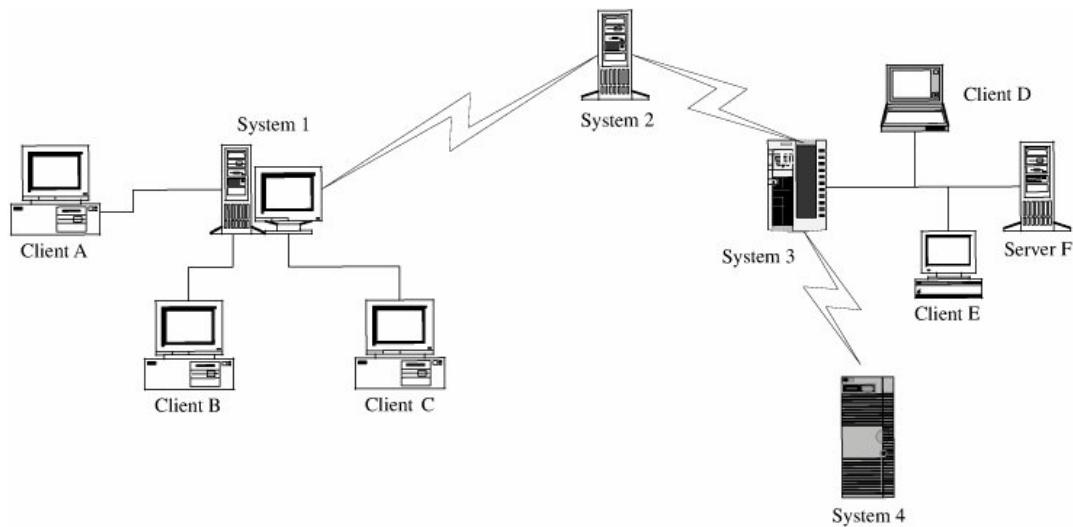 System 1
System 2
Client D
Client A
System 3
Server F
Client E
Client B
Client C
System 4